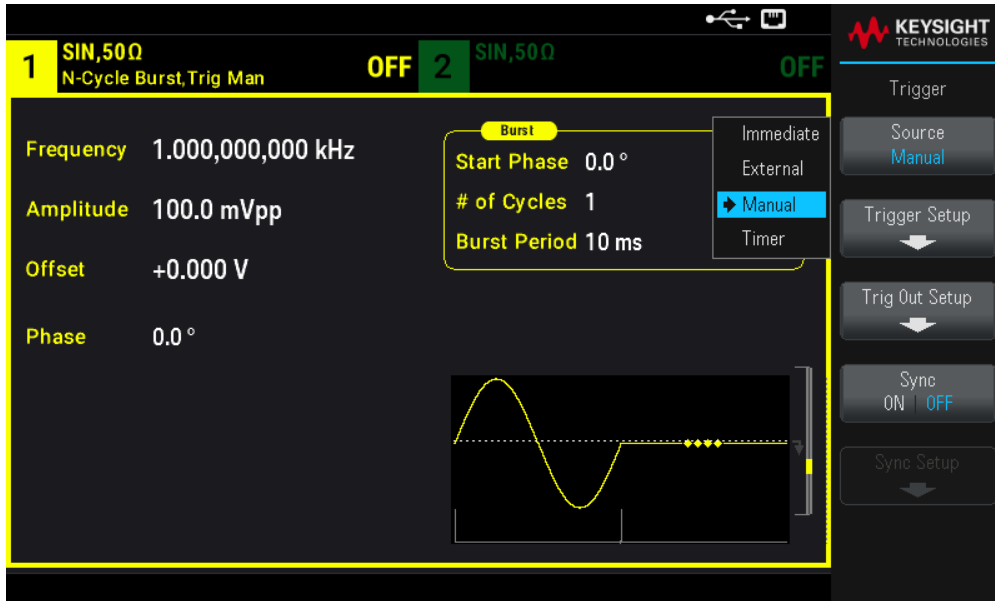 1
SIN,50Ω
N-Cycle Burst,Trig Man
OFF
2
SIN,50Ω
OFF
KEYSIGHT
TECHNOLOGIES
Trigger
Frequency 1.000,000,000 kHz
Amplitude 100.0 mVpp
Offset +0.000 V
Phase 0.0 °
Burst
Start Phase 0.0 °
# of Cycles 1
Burst Period 10 ms
Immediate
External
Manual
Timer
Source
Manual
Trigger Setup
Trig Out Setup
Sync
ON | OFF
Sync Setup